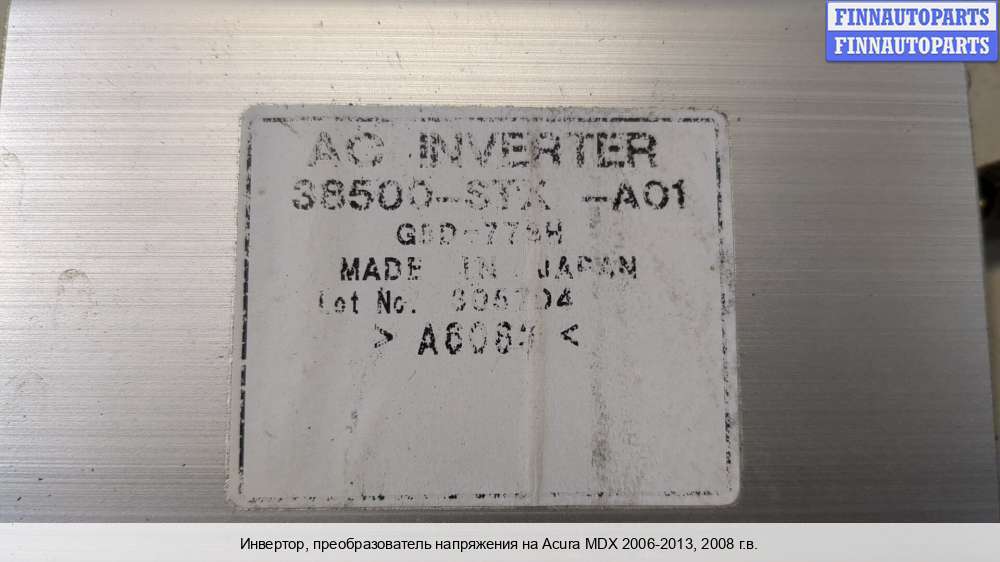 FINNAUTOPARTS
FINNAUTOPARTS
AC INVERTER
38500-STX -A01
MADE IN JAPAN
Lot No.
Инвертор, преобразователь напряжения на Acura MDX 2006-2013, 2008 г.в.